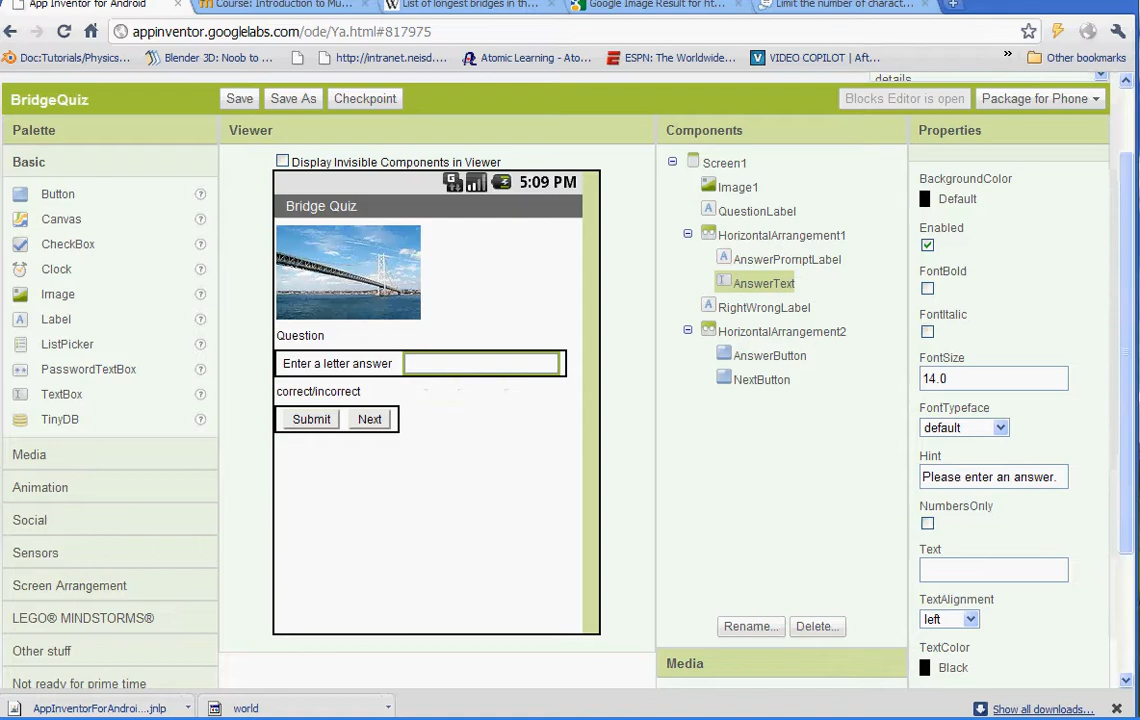 App Inventor for Android
Course: Introduction to Mu...
List of longest bridges in th...
Google Image Result for ht...
Limit the number of charact...
appinventor.googlelabs.com/ode/Ya.html#817975
Doc:Tutorials/Physics...
Blender 3D: Noob to ...
http://intranet.neisd....
Atomic Learning - Ato...
ESPN: The Worldwide...
VIDEO COPILOT | Aft...
»
Other bookmarks
details
BridgeQuiz
Save
Save As
Checkpoint
Blocks Editor is open
Package for Phone
Palette
Viewer
Components
Properties
Basic
Button ?
Canvas ?
CheckBox ?
Clock ?
Image ?
Label ?
ListPicker ?
PasswordTextBox ?
TextBox ?
TinyDB ?
Media
Animation
Social
Sensors
Screen Arrangement
LEGO® MINDSTORMS®
Other stuff
Not ready for prime time
Display Invisible Components in Viewer
5:09 PM
Bridge Quiz
Question
Enter a letter answer
correct/incorrect
Submit
Next
Screen1
Image1
QuestionLabel
HorizontalArrangement1
AnswerPromptLabel
AnswerText
RightWrongLabel
HorizontalArrangement2
AnswerButton
NextButton
Rename...
Delete...
Media
BackgroundColor
Default
Enabled
FontBold
FontItalic
FontSize
14.0
FontTypeface
default
Hint
Please enter an answer.
NumbersOnly
Text
TextAlignment
left
TextColor
Black
AppInventorForAndroi....jnlp
world
Show all downloads...